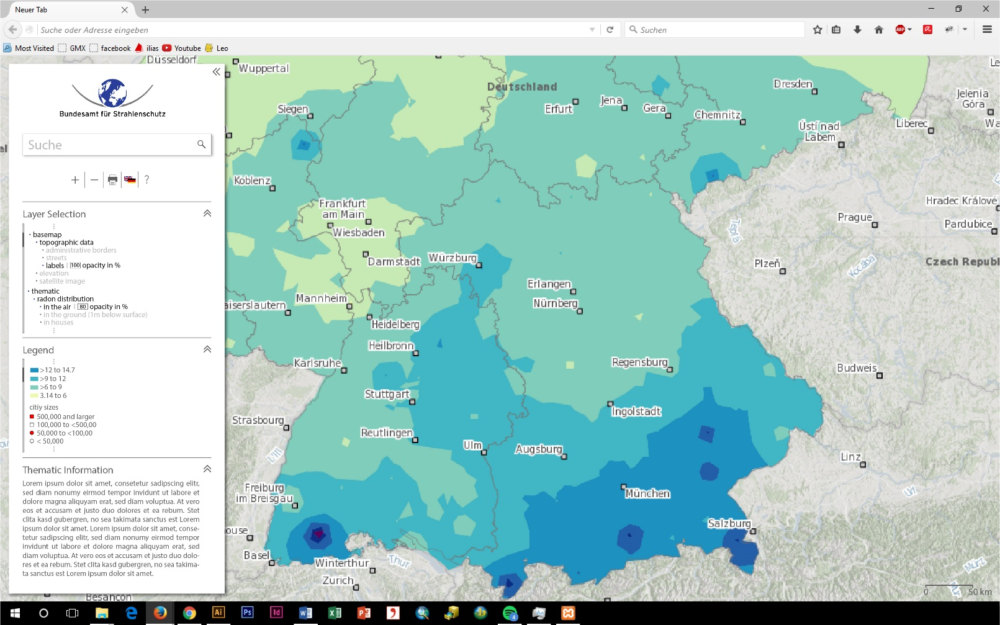 Neuer Tab
Suche oder Adresse eingeben
Suchen
ABP
Most Visited
GMX
facebook
ilias
Youtube
Leo
Bundesamt für Strahlenschutz
Suche
+
−
?
Layer Selection
· basemap
· topographic data
· administrative borders
· streets
· labels | 100 opacity in %
· elevation
· satellite image
· thematic
· radon distribution
· in the air | 80 opacity in %
· in the ground (1m below surface)
· in houses
Legend
>12 to 14.7
>9 to 12
>6 to 9
3.14 to 6
citiy sizes
500,000 and larger
100,000 to <500,00
50,000 to <100,00
< 50,000
Thematic Information
Lorem ipsum dolor sit amet, consetetur sadipscing elitr,
sed diam nonumy eirmod tempor invidunt ut labore et
dolore magna aliquyam erat, sed diam voluptua. At vero
eos et accusam et justo duo dolores et ea rebum. Stet
clita kasd gubergren, no sea takimata sanctus est Lorem
ipsum dolor sit amet. Lorem ipsum dolor sit amet, conse-
tetur sadipscing elitr, sed diam nonumy eirmod tempor
invidunt ut labore et dolore magna aliquyam erat, sed
diam voluptua. At vero eos et accusam et justo duo dolo-
res et ea rebum. Stet clita kasd gubergren, no sea takima-
ta sanctus est Lorem ipsum dolor sit amet.
Düsseldorf
Wuppertal
Deutschland
Dresden
Jelenia
Góra
Siegen
Erfurt
Jena
Gera
Chemnitz
Liberec
Ústí nad
Labem
Koblenz
Frankfurt
am Main
Wiesbaden
Hradec Králové
Prague
Pardubice
Teplá
Darmstadt
Würzburg
Plzeň
Kocába
Czech Republ
Erlangen
Mannheim
aiserslautern
Nürnberg
Heidelberg
Heilbronn
Karlsruhe
Regensburg
Budweis
Stuttgart
Ingolstadt
Strasbourg
Reutlingen
L'Ill
Ulm
Augsburg
Linz
Freiburg
im Breisgau
München
Url
Salzburg
ouse
Basel
Winterthur
Thur
Mürz
Zurich
Besancon
0
50 km
Ai
Ps
Id
4